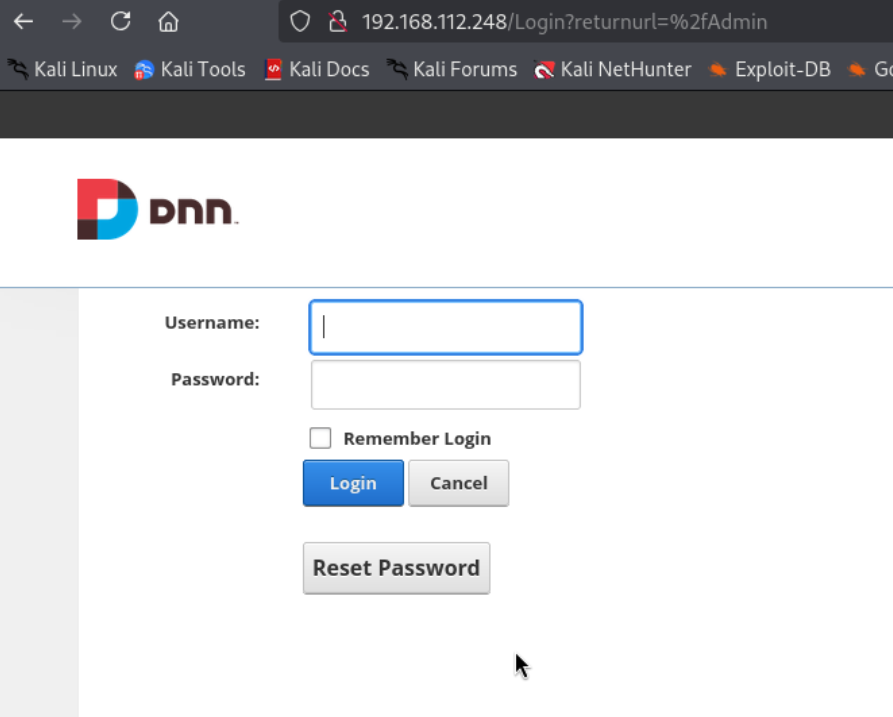 192.168.112.248/Login?returnurl=%2fAdmin
Kali Linux Kali Tools Kali Docs Kali Forums Kali NetHunter Exploit-DB Go
DNN
Username:
Password:
Remember Login
Login Cancel
Reset Password